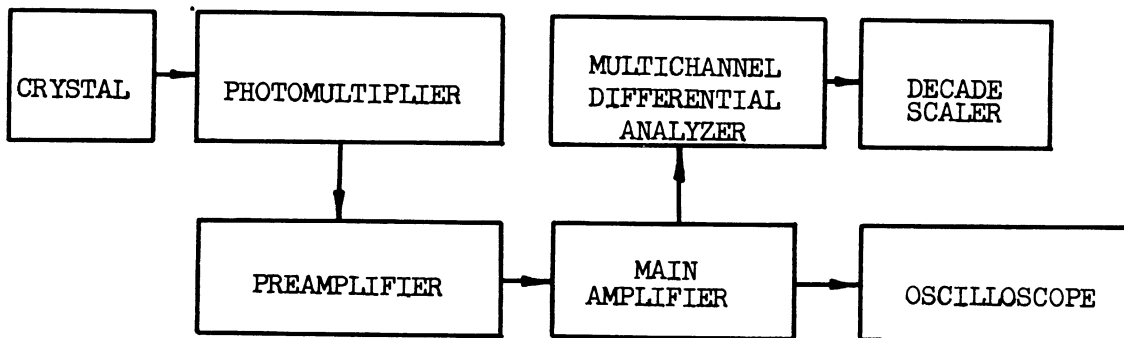 CRYSTAL
PHOTOMULTIPLIER
MULTICHANNEL
DIFFERENTIAL
ANALYZER
DECADE
SCALER
PREAMPLIFIER
MAIN
AMPLIFIER
OSCILLOSCOPE